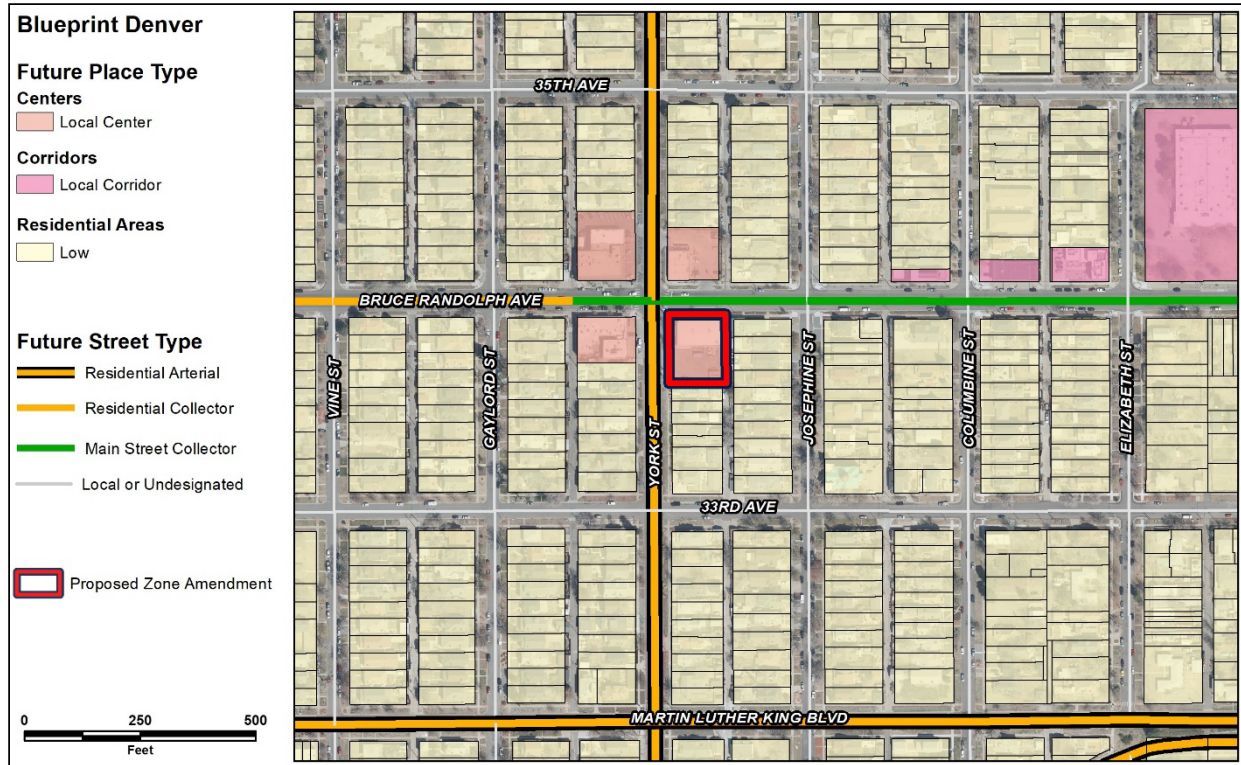 Blueprint Denver
Future Place Type
Centers
Local Center
Corridors
Local Corridor
Residential Areas
Low
Future Street Type
Residential Arterial
Residential Collector
Main Street Collector
Local or Undesignated
Proposed Zone Amendment
0 250 500
Feet
35TH AVE
BRUCE RANDOLPH AVE
VINE ST
GAYLORD ST
YORK ST
JOSEPHINE ST
COLUMBINE ST
ELIZABETH ST
33RD AVE
MARTIN LUTHER KING BLVD